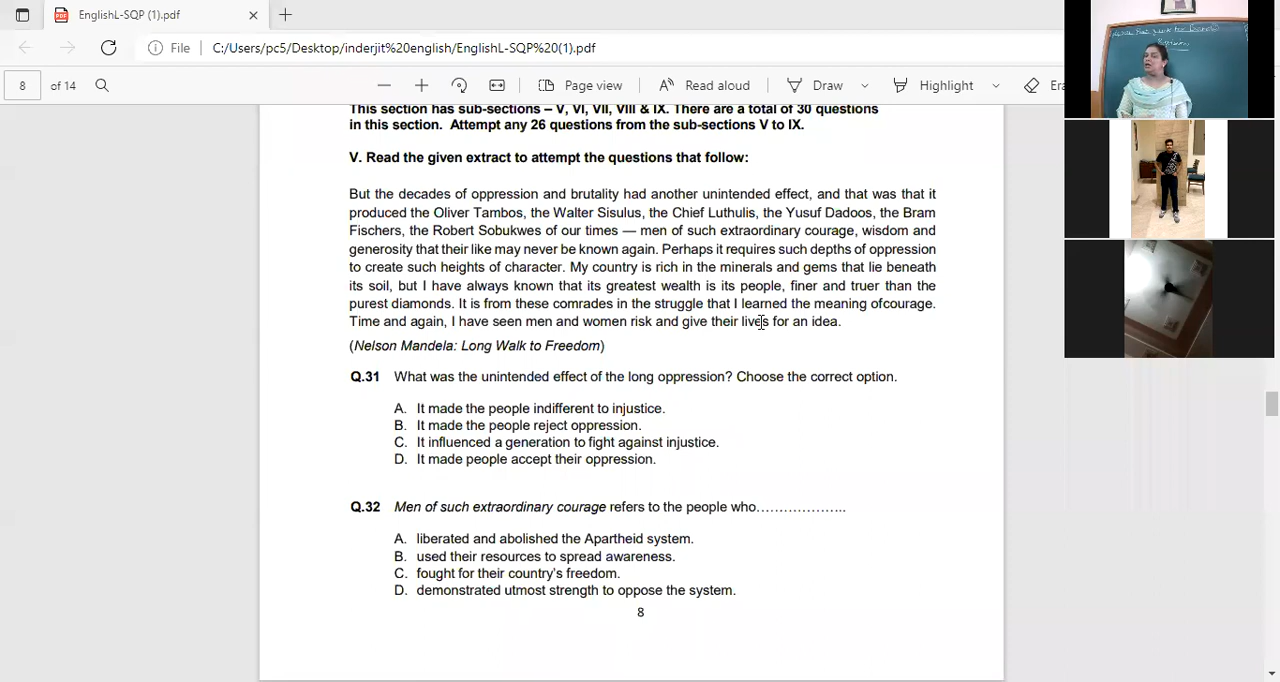 EnglishL-SQP (1).pdf
File C:/Users/pc5/Desktop/inderjit%20english/EnglishL-SQP%20(1).pdf
8 of 14 Page view Read aloud Draw Highlight Era
This section has sub-sections – V, VI, VII, VIII & IX. There are a total of 30 questions
in this section. Attempt any 26 questions from the sub-sections V to IX.
V. Read the given extract to attempt the questions that follow:
But the decades of oppression and brutality had another unintended effect, and that was that it
produced the Oliver Tambos, the Walter Sisulus, the Chief Luthulis, the Yusuf Dadoos, the Bram
Fischers, the Robert Sobukwes of our times — men of such extraordinary courage, wisdom and
generosity that their like may never be known again. Perhaps it requires such depths of oppression
to create such heights of character. My country is rich in the minerals and gems that lie beneath
its soil, but I have always known that its greatest wealth is its people, finer and truer than the
purest diamonds. It is from these comrades in the struggle that I learned the meaning ofcourage.
Time and again, I have seen men and women risk and give their lives for an idea.
(Nelson Mandela: Long Walk to Freedom)
Q.31 What was the unintended effect of the long oppression? Choose the correct option.
A. It made the people indifferent to injustice.
B. It made the people reject oppression.
C. It influenced a generation to fight against injustice.
D. It made people accept their oppression.
Q.32 Men of such extraordinary courage refers to the people who………………..
A. liberated and abolished the Apartheid system.
B. used their resources to spread awareness.
C. fought for their country's freedom.
D. demonstrated utmost strength to oppose the system.
8